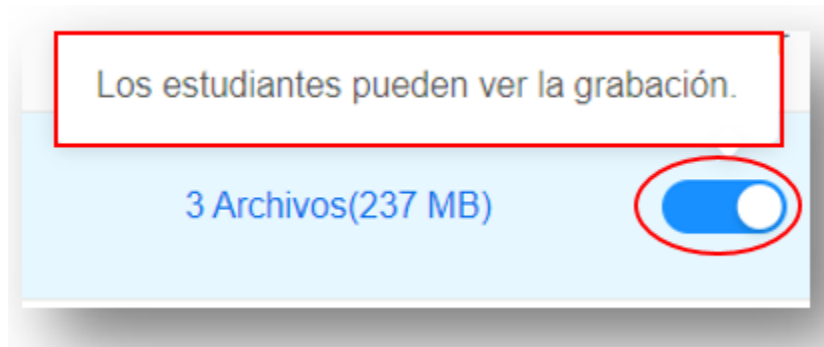 Los estudiantes pueden ver la grabación.
3 Archivos(237 MB)